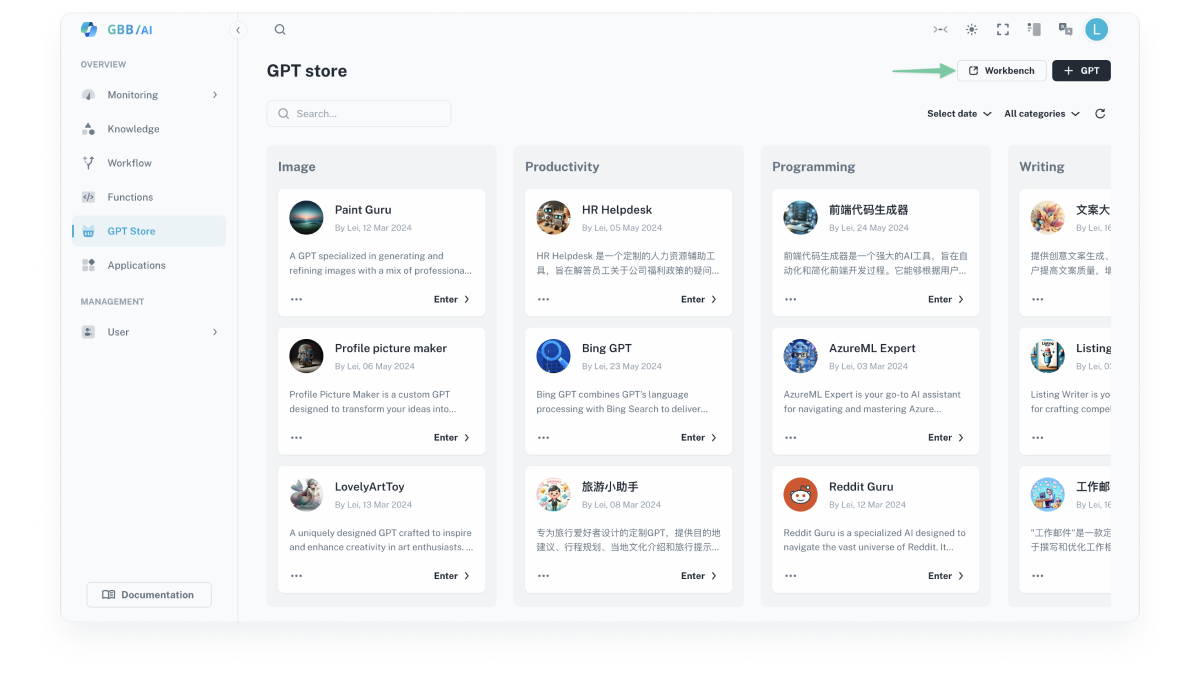 GBB/AI
L
OVERVIEW
Monitoring
Knowledge
Workflow
Functions
GPT Store
Applications
MANAGEMENT
User
Documentation
GPT store
Workbench
GPT
Search...
Select date
All categories
Image
Paint Guru
By Lei, 12 Mar 2024
A GPT specialized in generating and
refining images with a mix of professiona...
Enter
Profile picture maker
By Lei, 06 May 2024
Profile Picture Maker is a custom GPT
designed to transform your ideas into...
Enter
LovelyArtToy
By Lei, 13 Mar 2024
A uniquely designed GPT crafted to inspire
and enhance creativity in art enthusiasts. ...
Enter
Productivity
HR Helpdesk
By Lei, 05 May 2024
HR Helpdesk 是一个定制的人力资源辅助工
具，旨在解答员工关于公司福利政策的疑问...
Enter
Bing GPT
By Lei, 23 May 2024
Bing GPT combines GPT's language
processing with Bing Search to deliver...
Enter
旅游小助手
By Lei, 08 Mar 2024
专为旅行爱好者设计的定制GPT，提供目的地
建议、行程规划、当地文化介绍和旅行提示...
Enter
Programming
前端代码生成器
By Lei, 24 May 2024
前端代码生成器是一个强大的AI工具，旨在自
动化和简化前端开发过程。它能够根据用户...
Enter
AzureML Expert
By Lei, 03 Mar 2024
AzureML Expert is your go-to AI assistant
for navigating and mastering Azure...
Enter
Reddit Guru
By Lei, 12 Mar 2024
Reddit Guru is a specialized AI designed to
navigate the vast universe of Reddit. It...
Enter
Writing
文案大
By Lei, 16
提供创意文案生成、
户提高文案质量，
Listing
By Lei,
Listing Writer is
for crafting
工作邮
By Lei, 16
"工作邮件"是一款定
于撰写和优化工作